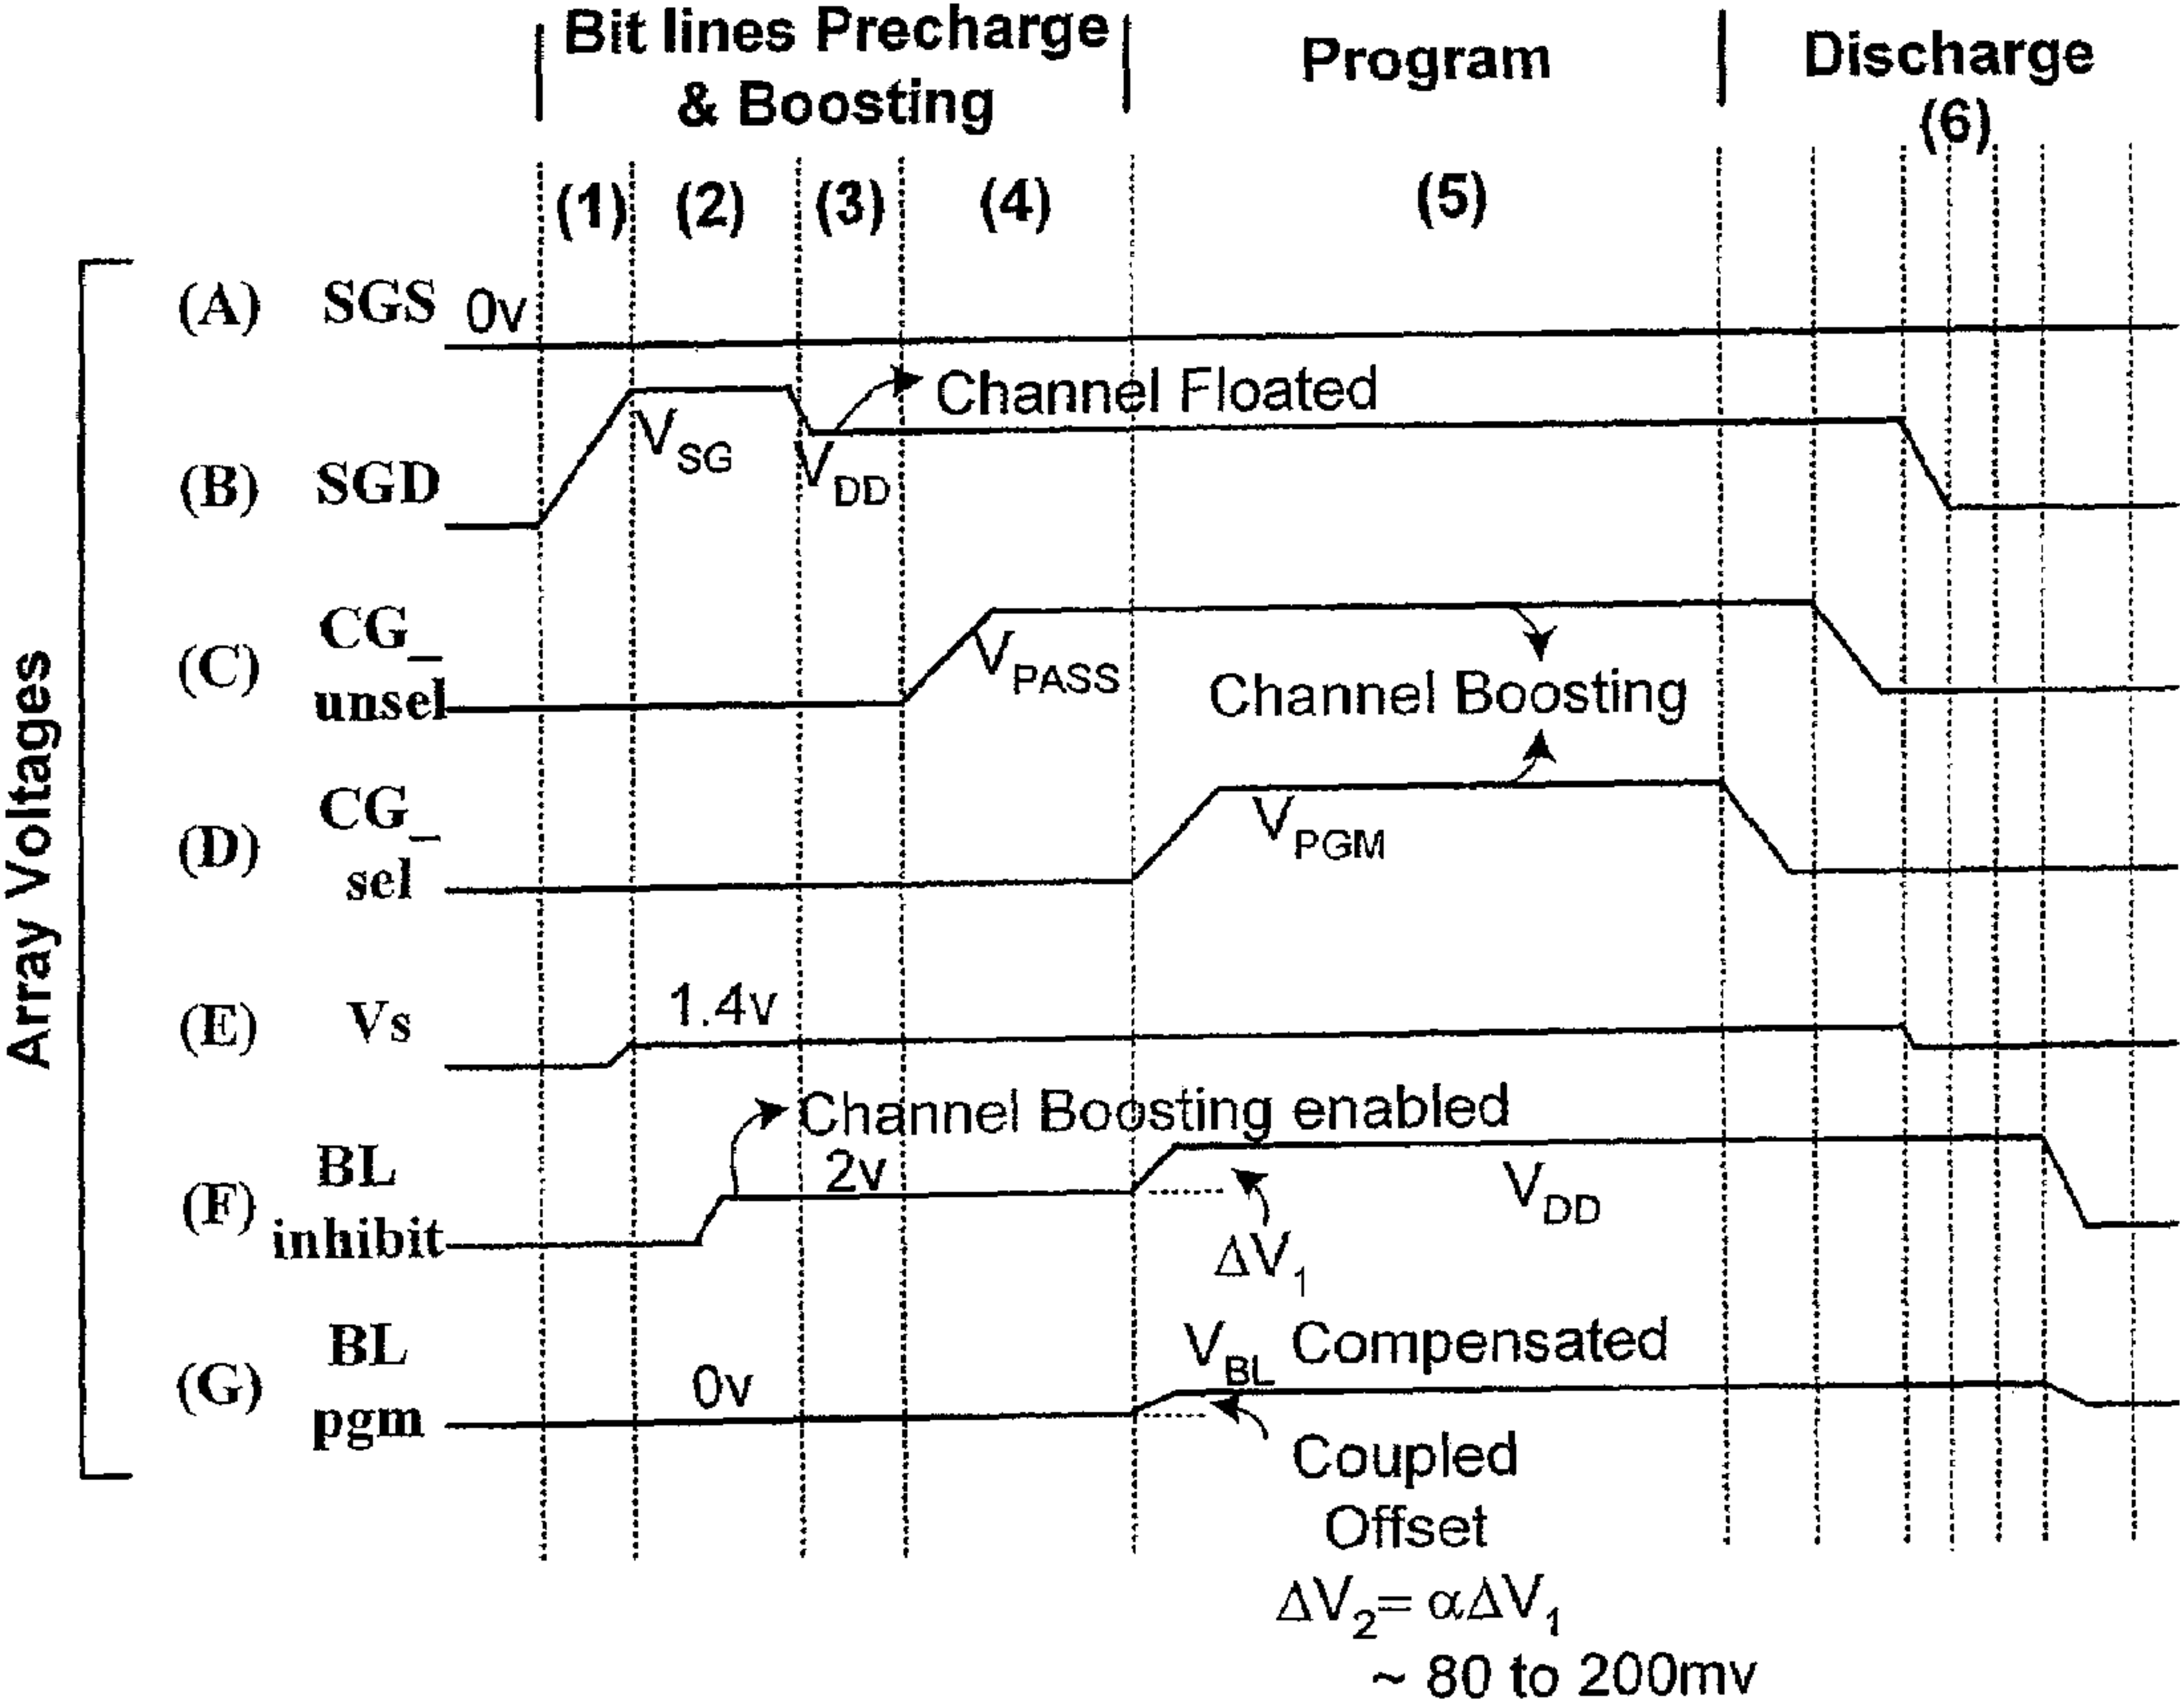 Bit lines Precharge
& Boosting
Program
Discharge
(6)
(1)
(2)
(3)
(4)
(5)
Array Voltages
(A) SGS 0v
Channel Floated
V_SG
V_DD
(B) SGD
(C) CG_
unsel
V_PASS
Channel Boosting
(D) CG_
sel
V_PGM
(E) Vs
1.4v
Channel Boosting enabled
(F) BL
inhibit
2v
V_DD
ΔV_1
(G) BL
pgm
0v
V_BL Compensated
Coupled
Offset
ΔV_2= αΔV_1
~ 80 to 200mv